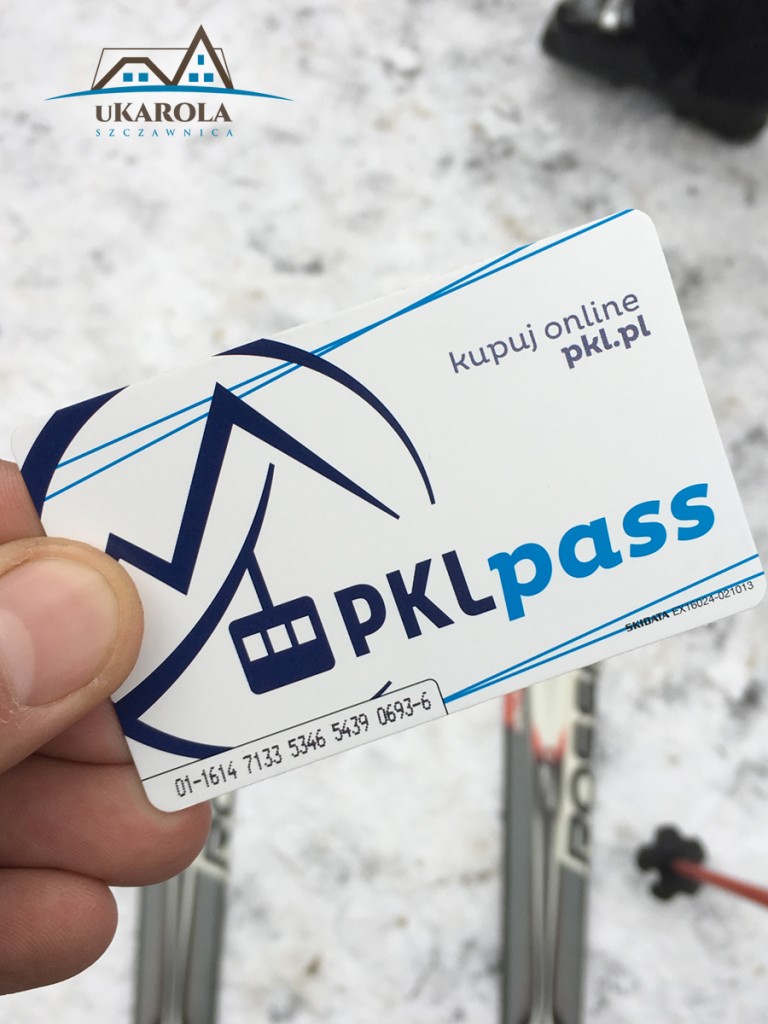 uKAROLA
SZCZAWNICA
kupuj online
pkl.pl
PKLpass
SKIDATA EX16024-021013
01-1614 7133 5346 5439 0693-6